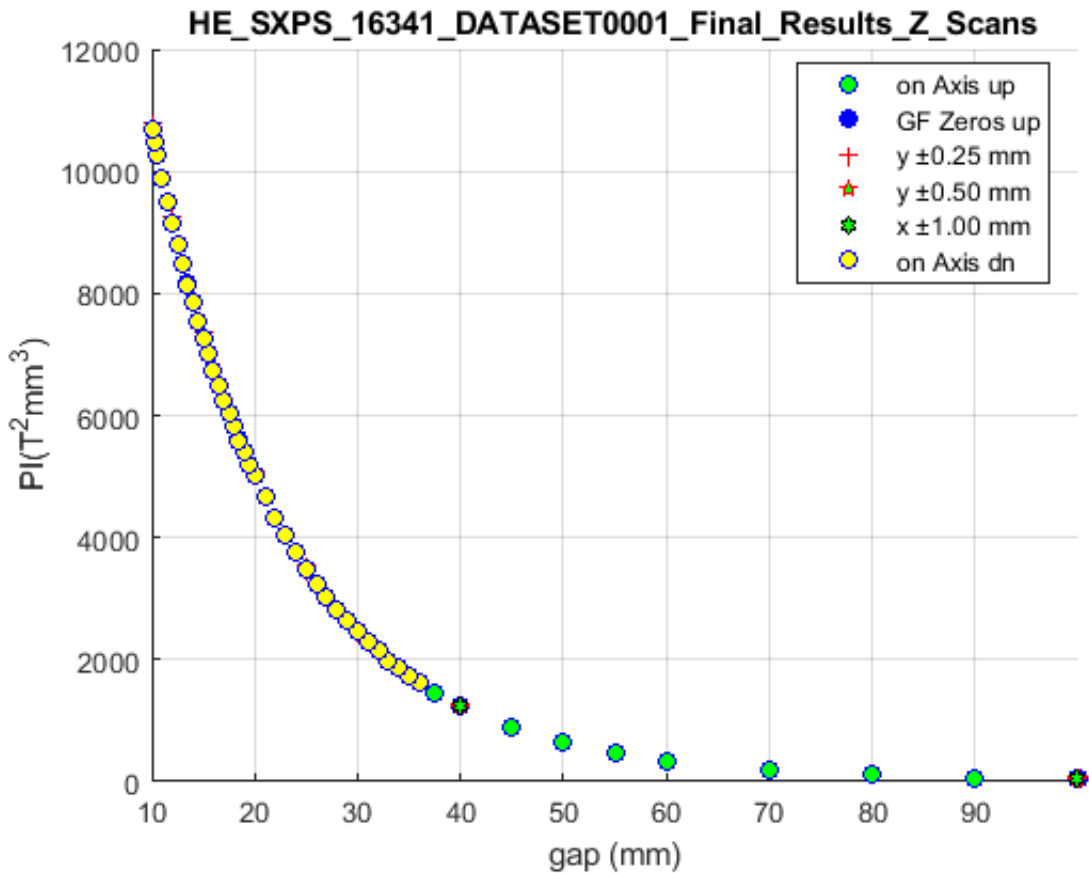 HE_SXPS_16341_DATASET0001_Final_Results_Z_Scans
12000
10000
8000
6000
4000
2000
0
PI(T²mm³)
10 20 30 40 50 60 70 80 90
gap (mm)
on Axis up
GF Zeros up
y ±0.25 mm
y ±0.50 mm
x ±1.00 mm
on Axis dn